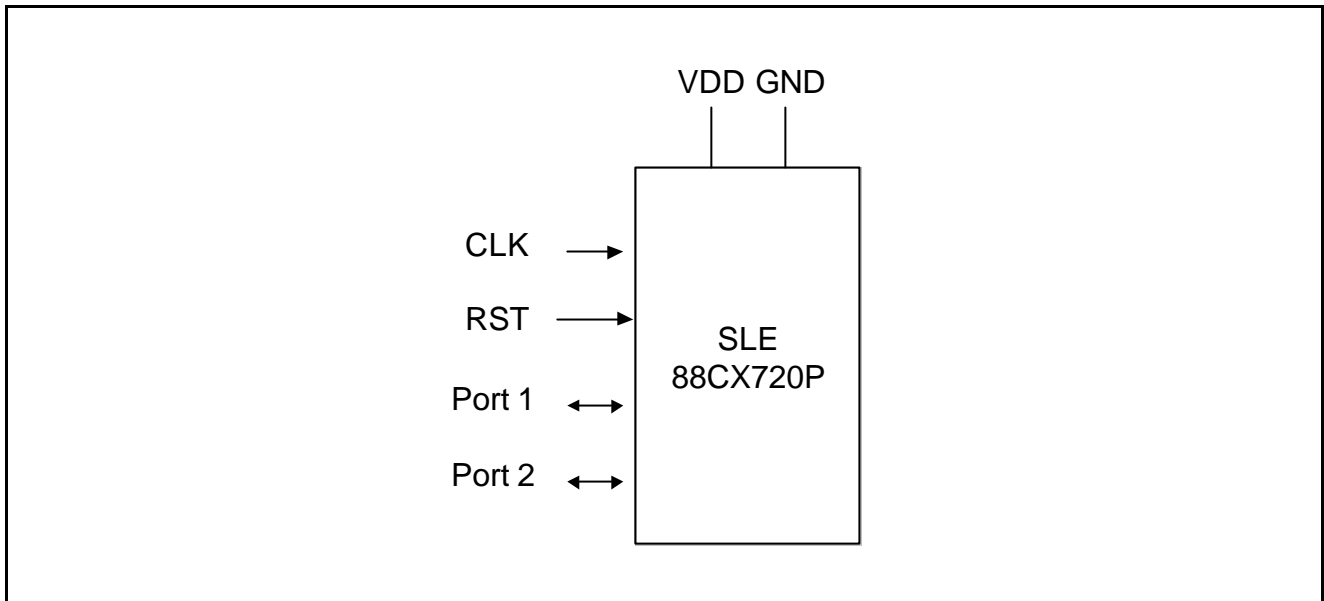 VDD GND
CLK
RST
SLE
88CX720P
Port 1
Port 2